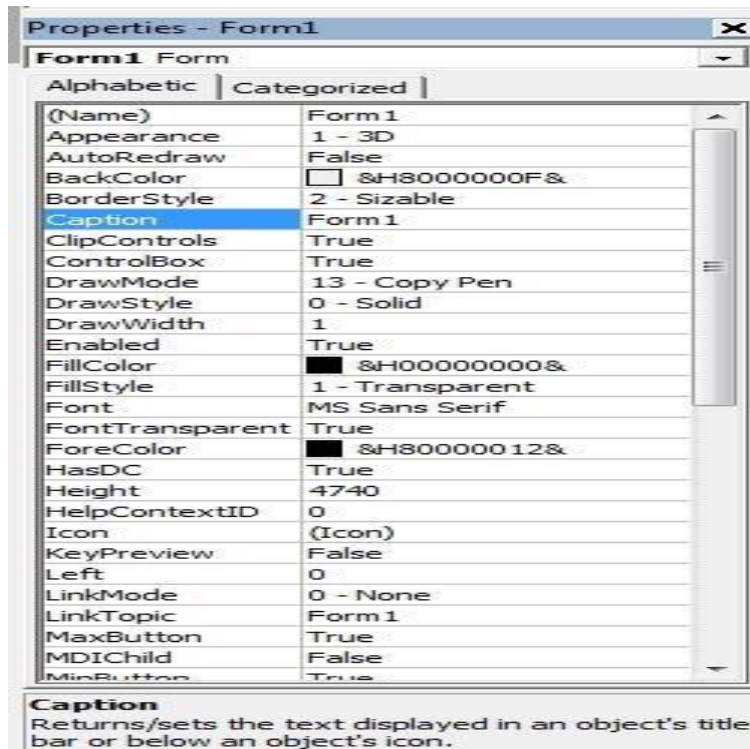 Properties - Form1
Form1 Form
Alphabetic Categorized
(Name) Form1
Appearance 1 - 3D
AutoRedraw False
BackColor &H8000000F&
BorderStyle 2 - Sizable
Caption Form1
ClipControls True
ControlBox True
DrawMode 13 - Copy Pen
DrawStyle 0 - Solid
DrawWidth 1
Enabled True
FillColor &H00000000&
FillStyle 1 - Transparent
Font MS Sans Serif
FontTransparent True
ForeColor &H80000012&
HasDC True
Height 4740
HelpContextID 0
Icon (Icon)
KeyPreview False
Left 0
LinkMode 0 - None
LinkTopic Form1
MaxButton True
MDIChild False
MinButton True
Caption
Returns/sets the text displayed in an object's title
bar or below an object's icon.